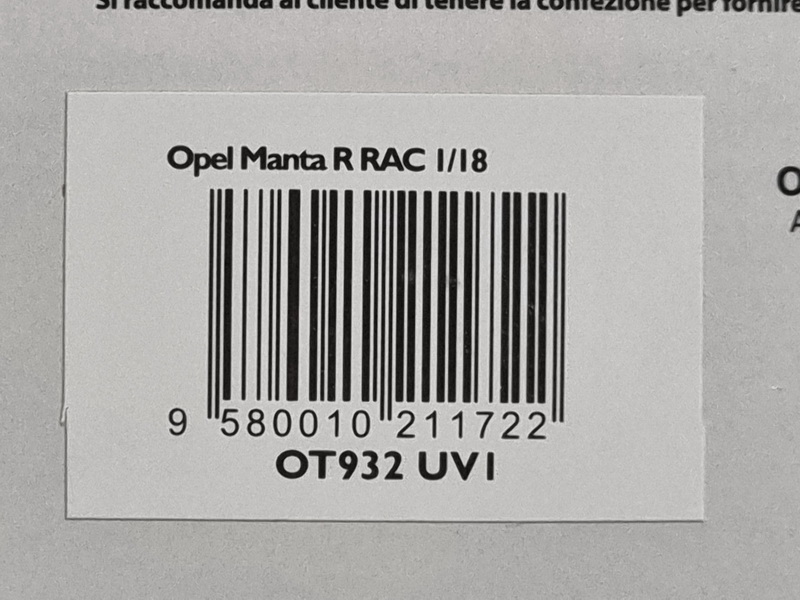 Si raccomanda al cliente di tenere la confezione per fornire
Opel Manta R RAC 1/18
9 580010 211722
OT932 UV1